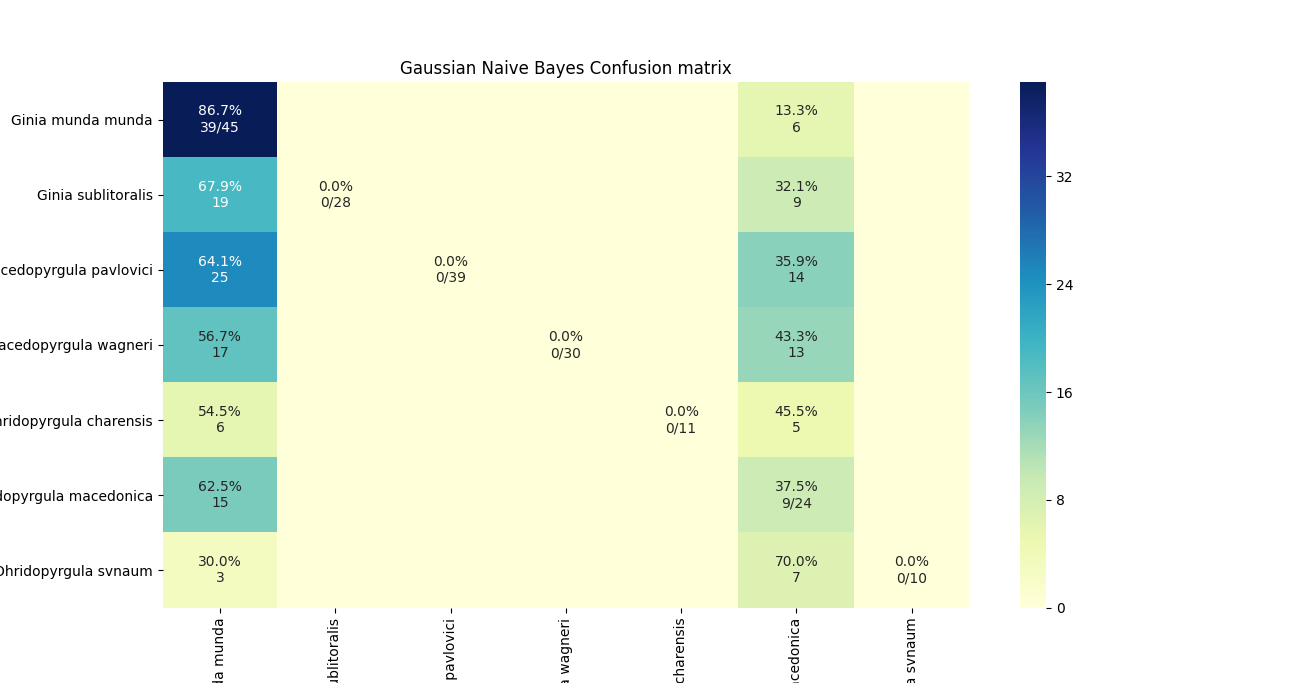 Gaussian Naive Bayes Confusion matrix
Ginia munda munda
86.7%
39/45
13.3%
6
Ginia sublitoralis
67.9%
19
0.0%
0/28
32.1%
9
cedopyrgula pavlovici
64.1%
25
0.0%
0/39
35.9%
14
acedopyrgula wagneri
56.7%
17
0.0%
0/30
43.3%
13
hridopyrgula charensis
54.5%
6
0.0%
0/11
45.5%
5
dopyrgula macedonica
62.5%
15
37.5%
9/24
Ohridopyrgula svnaum
30.0%
3
70.0%
7
0.0%
0/10
da munda
ublitoralis
pavlovici
a wagneri
charensis
cedonica
a svnaum
32
24
16
8
0